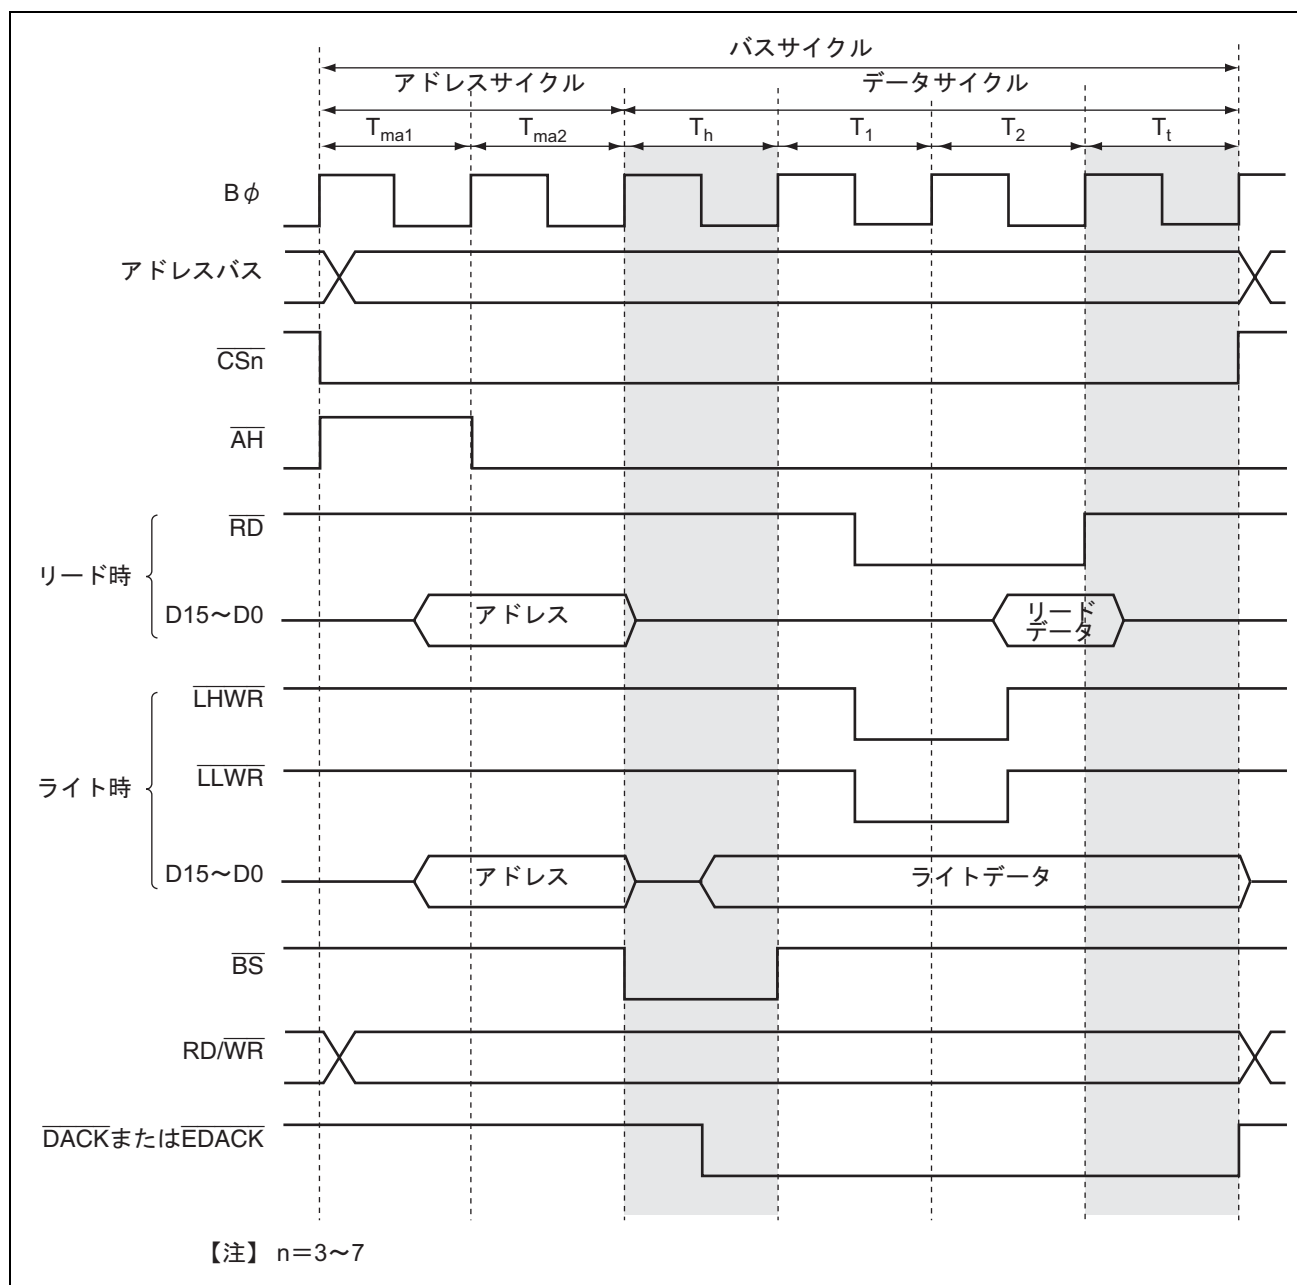 バスサイクル
アドレスサイクル データサイクル
Tma1 Tma2 Th T1 T2 Tt
Bφ
アドレスバス
CSn
AH
RD
リード時
D15～D0 アドレス リード
データ
LHWR
LLWR
ライト時
D15～D0 アドレス ライトデータ
BS
RD/WR
DACKまたはEDACK
【注】 n＝3～7